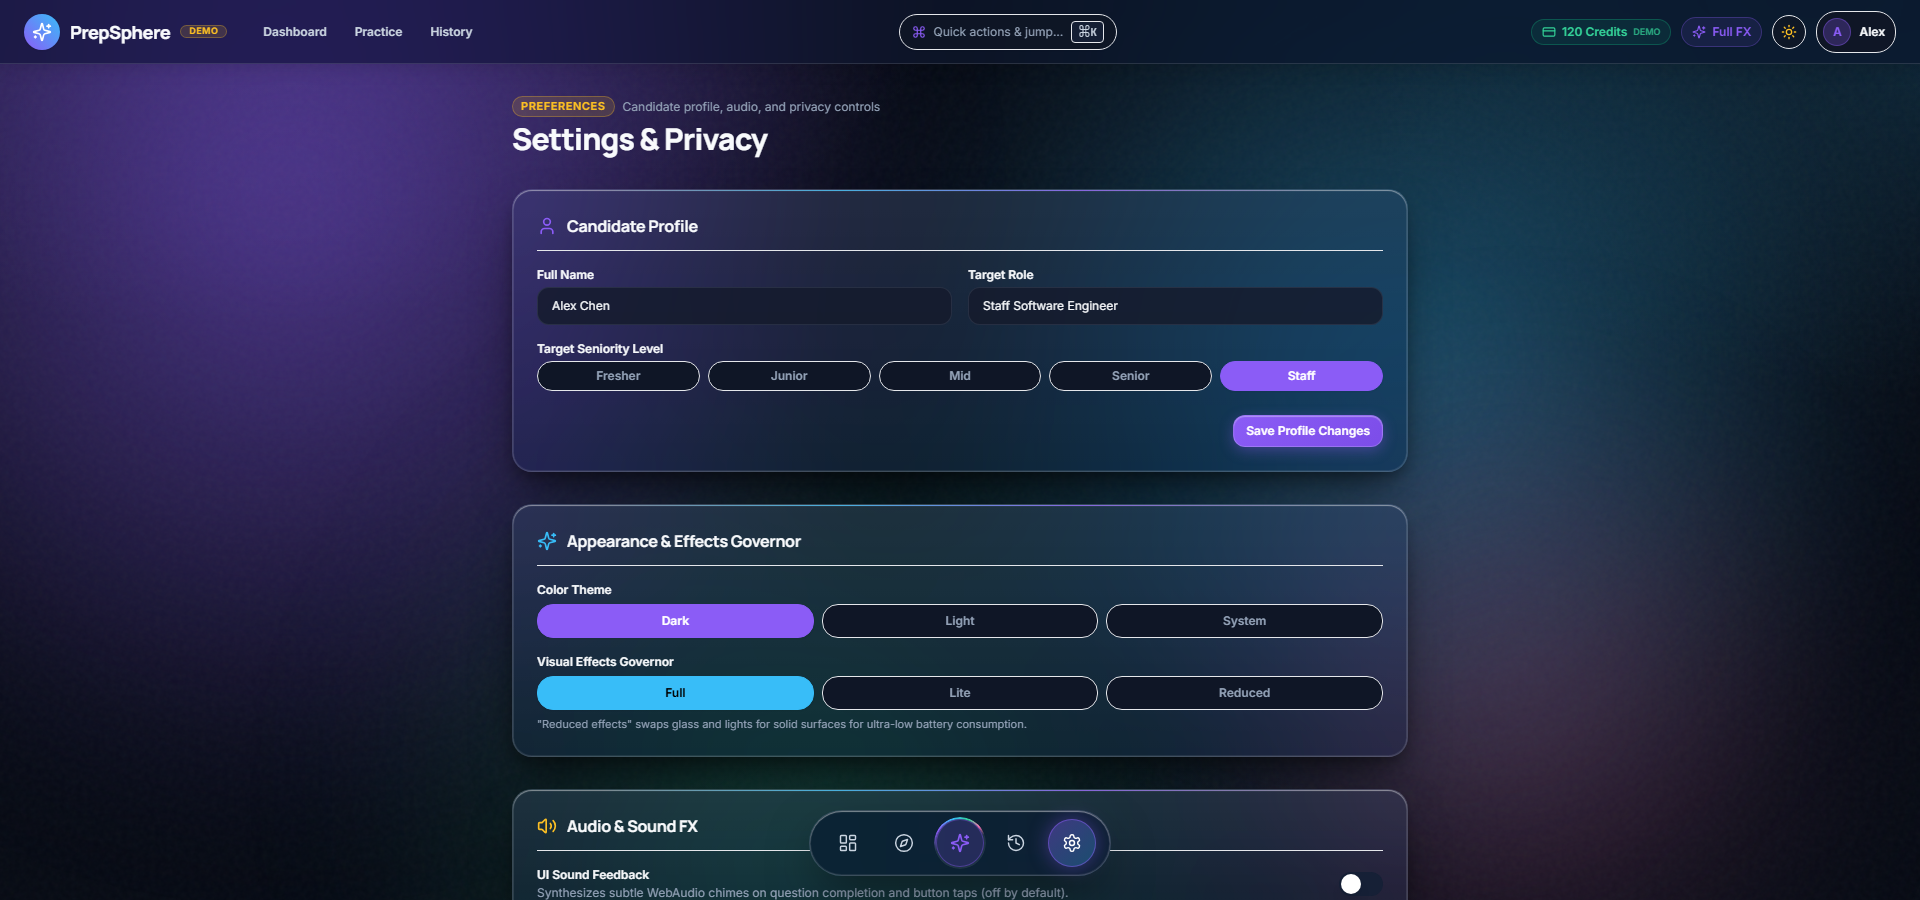 PrepSphere DEMO Dashboard Practice History Quick actions & jump... ⌘K 120 Credits DEMO Full FX A Alex
PREFERENCES Candidate profile, audio, and privacy controls
Settings & Privacy
Candidate Profile
Full Name Target Role
Alex Chen Staff Software Engineer
Target Seniority Level
Fresher Junior Mid Senior Staff
Save Profile Changes
Appearance & Effects Governor
Color Theme
Dark Light System
Visual Effects Governor
Full Lite Reduced
"Reduced effects" swaps glass and lights for solid surfaces for ultra-low battery consumption.
Audio & Sound FX
UI Sound Feedback
Synthesizes subtle WebAudio chimes on question completion and button taps (off by default).